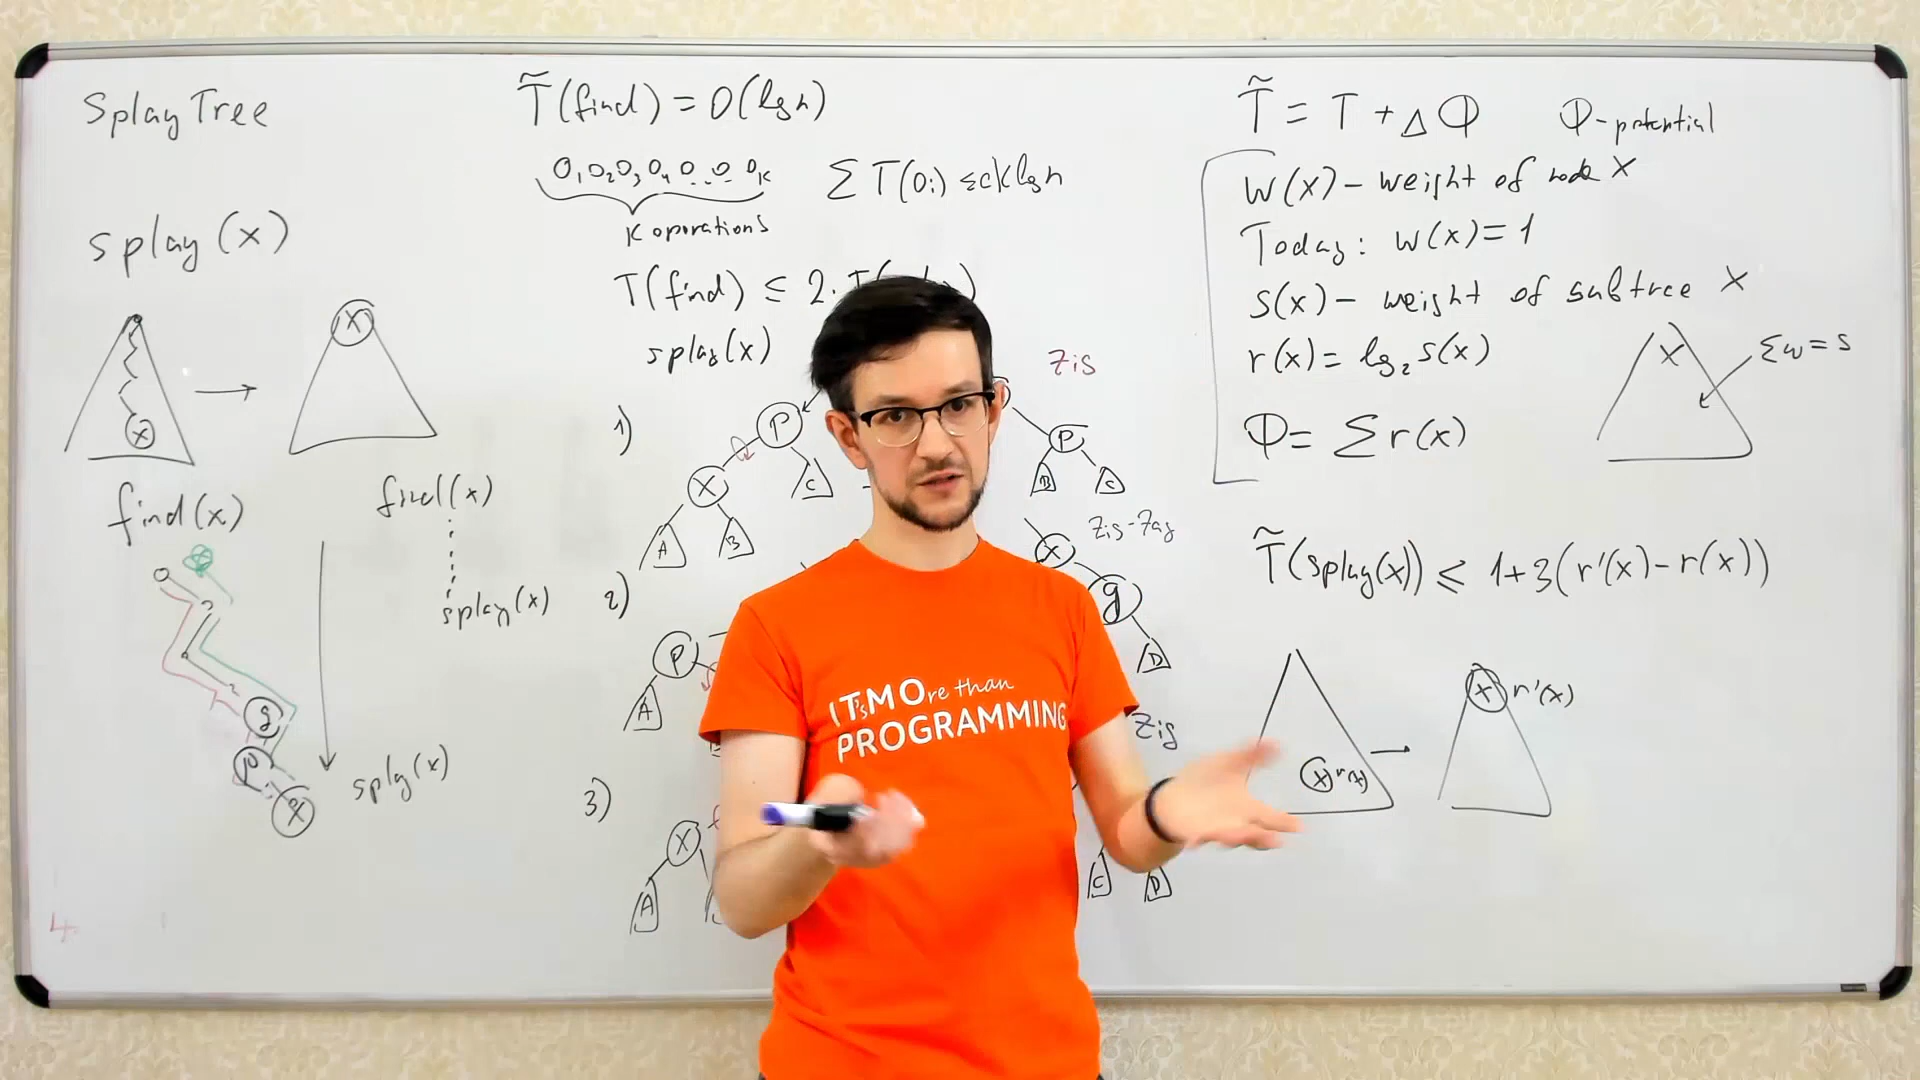 Splay Tree
splay (x)
x
x
find(x)
find(x)
splay(x)
g
p
x
splay(x)
T̃(find) = O(lg n)
O₁ O₂ O₃ O₄ O . . O Oₖ
K operations
Σ T(Oᵢ) ≤ ck lg n
T(find) ≤ 2·T(
splay(x)
1)
P
x
C
A
B
zig
P
B
C
2)
P
A
zig-zag
x
g
D
3)
x
A
zig
C
D
T̃ = T + ΔΦ
Φ-potential
w(x) – weight of node x
Today: w(x)=1
s(x) – weight of subtree x
r(x) = lg₂ s(x)
Φ = Σ r(x)
x
Σw = s
T̃(splay(x)) ≤ 1+3(r'(x)-r(x))
x r(x)
x r'(x)
ITs'MOre than
PROGRAMMING